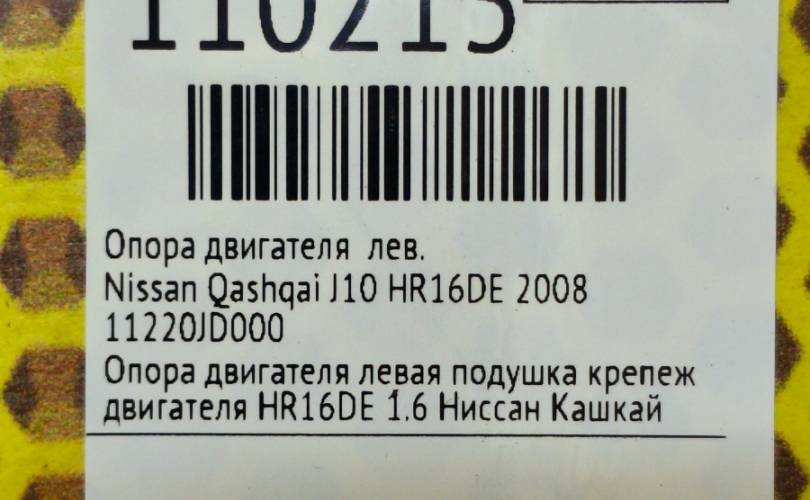 110215
Опора двигателя лев.
Nissan Qashqai J10 HR16DE 2008
11220JD000
Опора двигателя левая подушка крепеж
двигателя HR16DE 1.6 Ниссан Кашкай